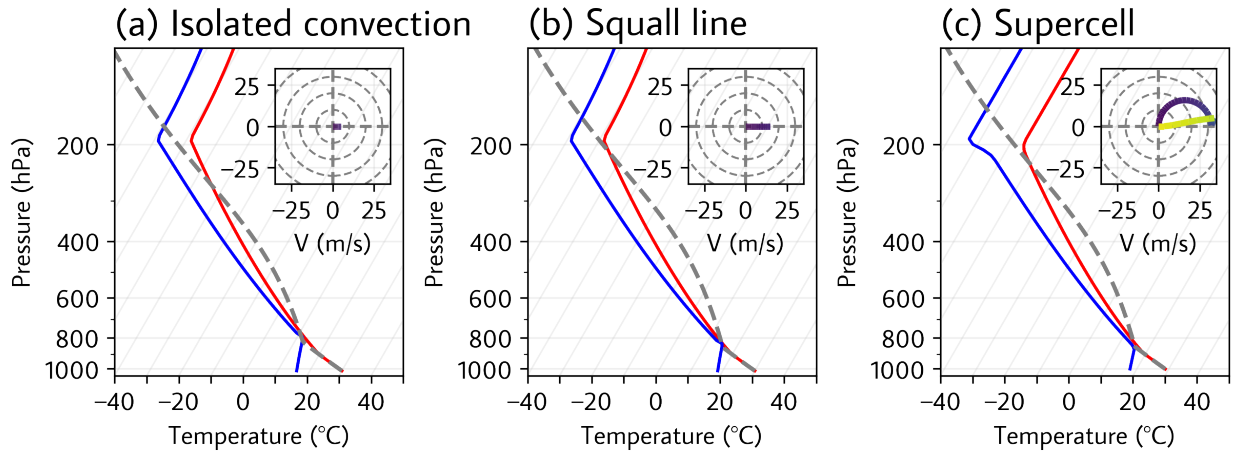 (a) Isolated convection
(b) Squall line
(c) Supercell
25
0
−25
−25 0 25
V (m/s)
25
0
−25
−25 0 25
V (m/s)
25
0
−25
−25 0 25
V (m/s)
Pressure (hPa)
200
400
600
800
1000
−40 −20 0 20 40
Temperature (°C)
Pressure (hPa)
200
400
600
800
1000
−40 −20 0 20 40
Temperature (°C)
Pressure (hPa)
200
400
600
800
1000
−40 −20 0 20 40
Temperature (°C)